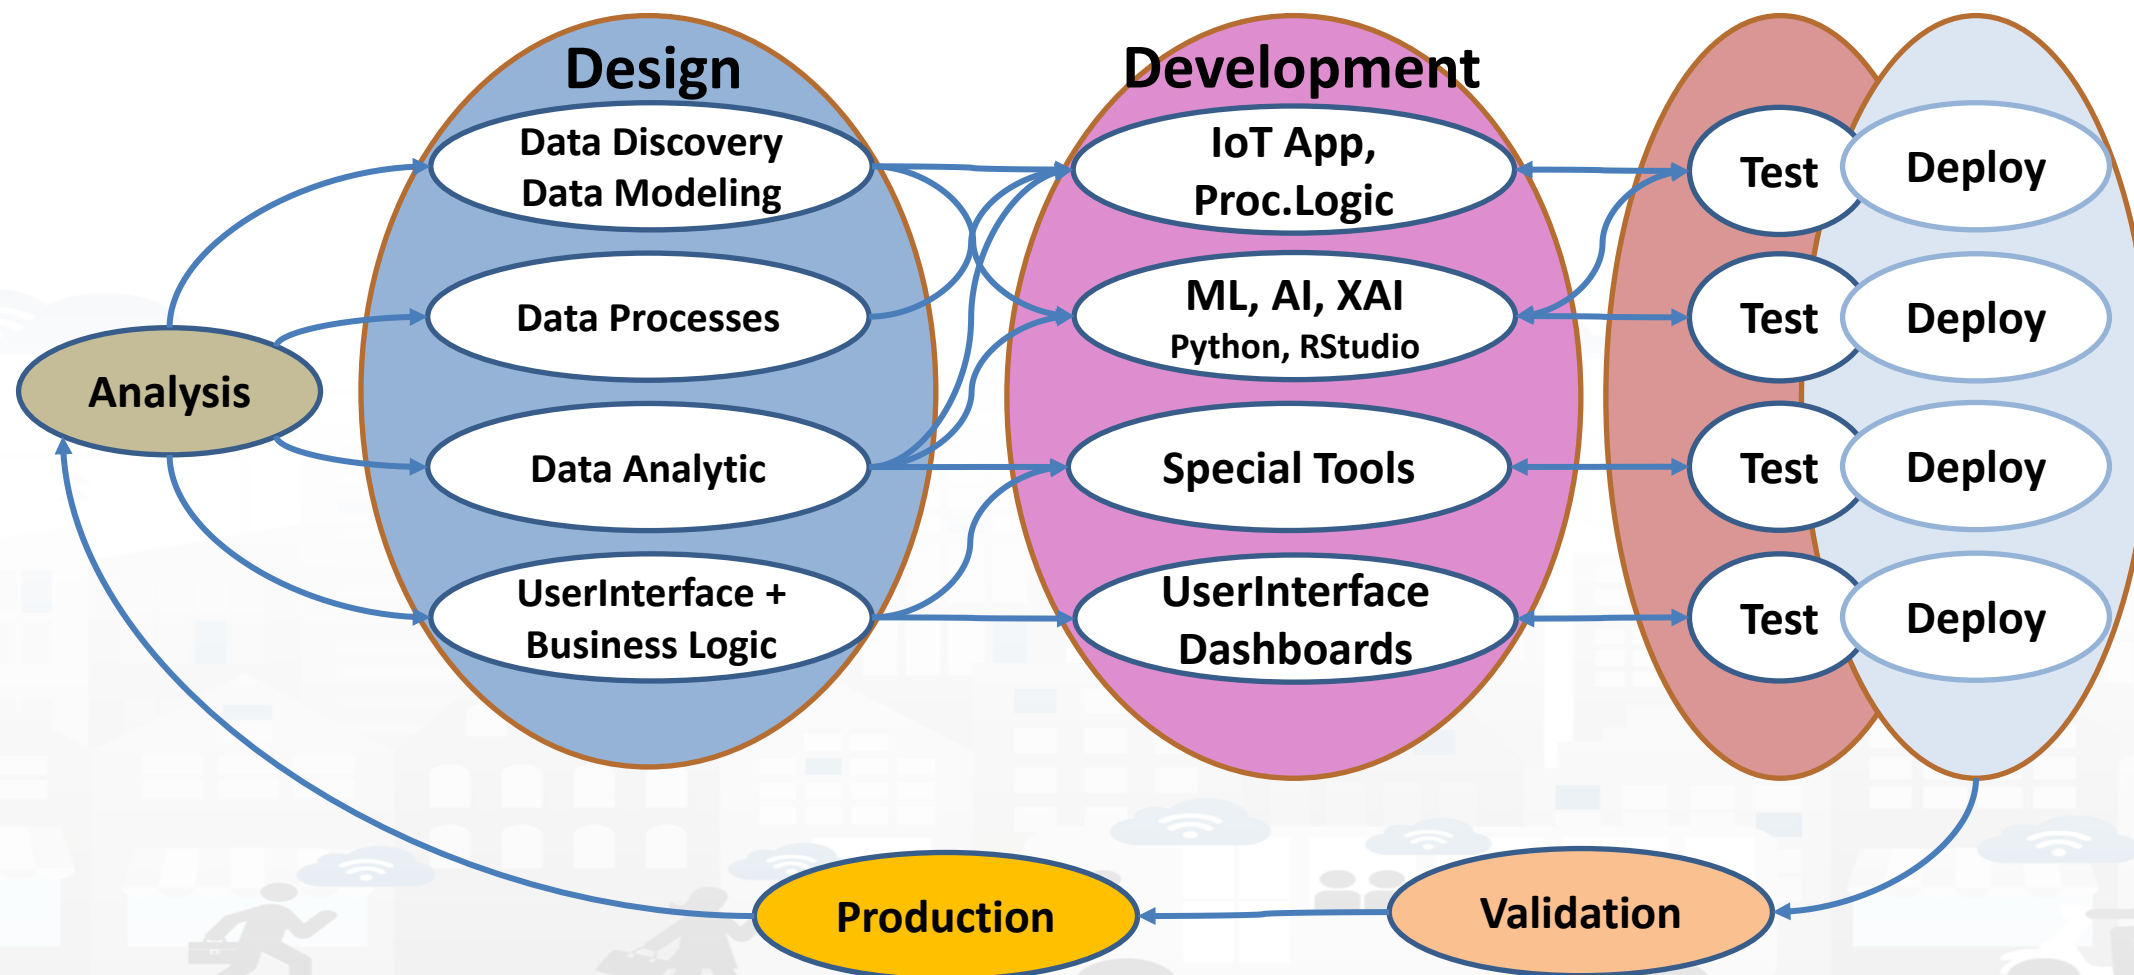 Design
Development
Data Discovery
Data Modeling
IoT App,
Proc.Logic
Test
Deploy
Data Processes
ML, AI, XAI
Python, RStudio
Test
Deploy
Analysis
Data Analytic
Special Tools
Test
Deploy
UserInterface +
Business Logic
UserInterface
Dashboards
Test
Deploy
Production
Validation